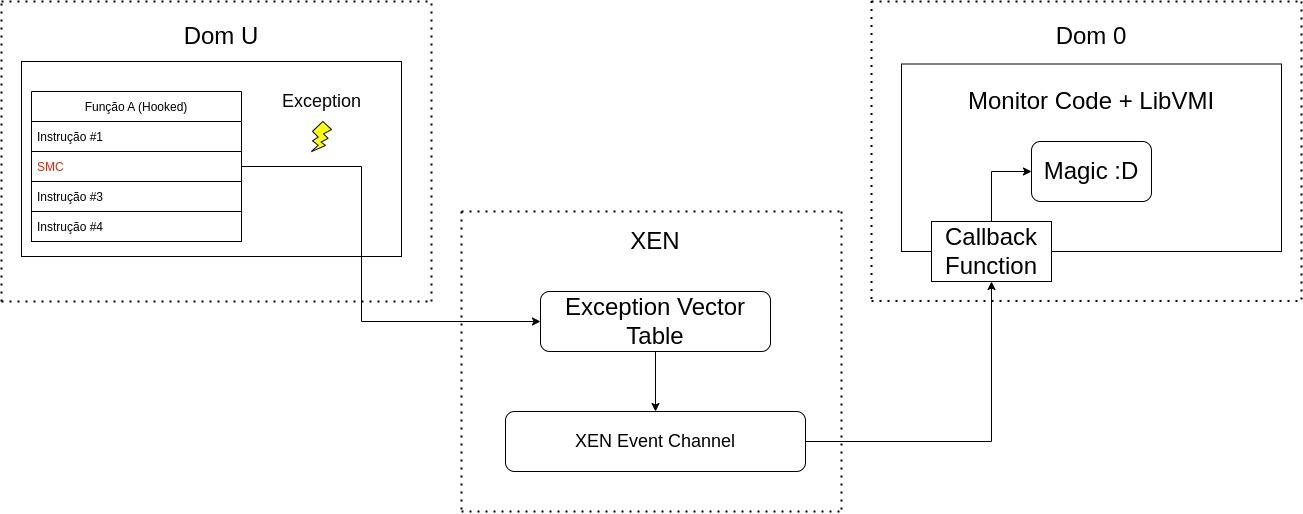 Dom U
Função A (Hooked)
Instrução #1
SMC
Instrução #3
Instrução #4
Exception
XEN
Exception Vector
Table
XEN Event Channel
Dom 0
Monitor Code + LibVMI
Magic :D
Callback
Function